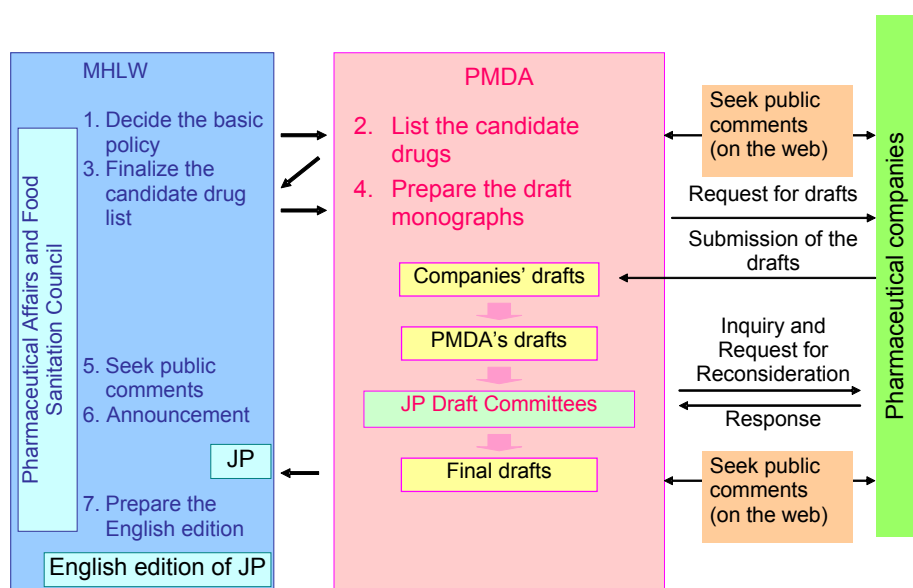 MHLW
Pharmaceutical Affairs and Food
Sanitation Council
1. Decide the basic
policy
3. Finalize the
candidate drug
list
5. Seek public
comments
6. Announcement
JP
7. Prepare the
English edition
English edition of JP
PMDA
2. List the candidate
drugs
4. Prepare the draft
monographs
Companies’ drafts
PMDA’s drafts
JP Draft Committees
Final drafts
Seek public
comments
(on the web)
Request for drafts
Submission of the
drafts
Inquiry and
Request for
Reconsideration
Response
Seek public
comments
(on the web)
Pharmaceutical companies